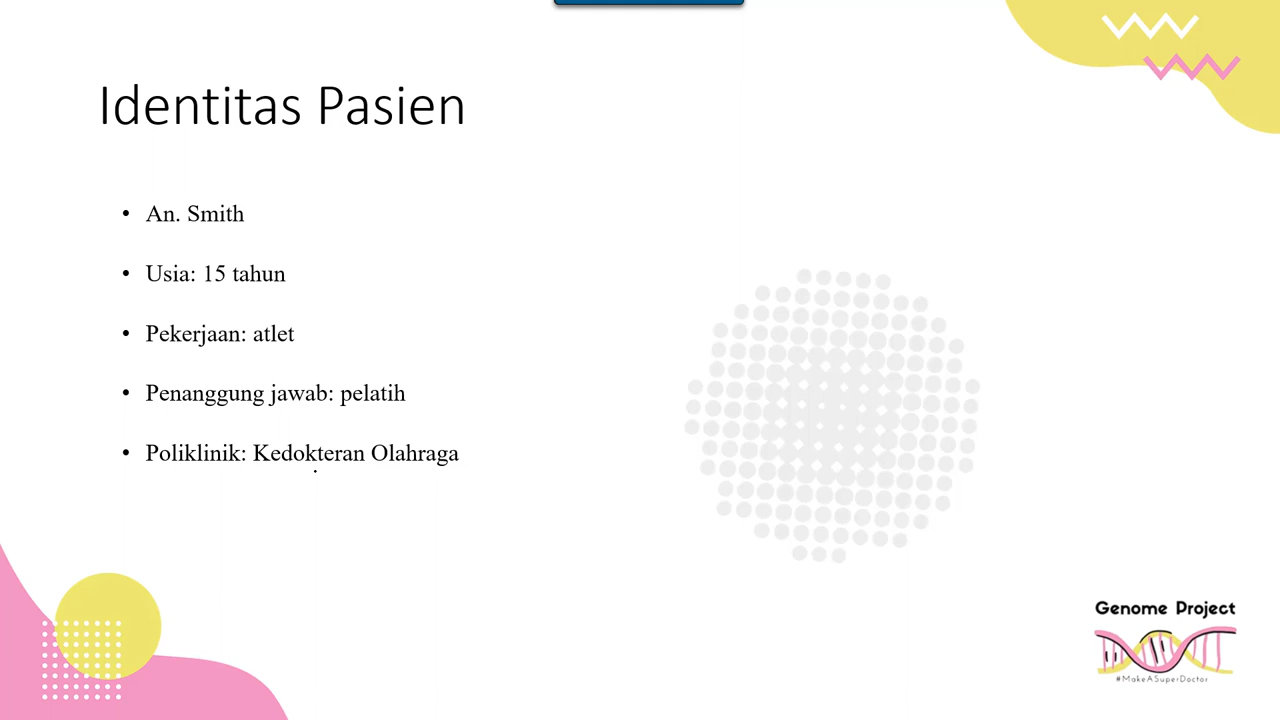 Identitas Pasien
• An. Smith
• Usia: 15 tahun
• Pekerjaan: atlet
• Penanggung jawab: pelatih
• Poliklinik: Kedokteran Olahraga
Genome Project
#MakeASuperDoctor